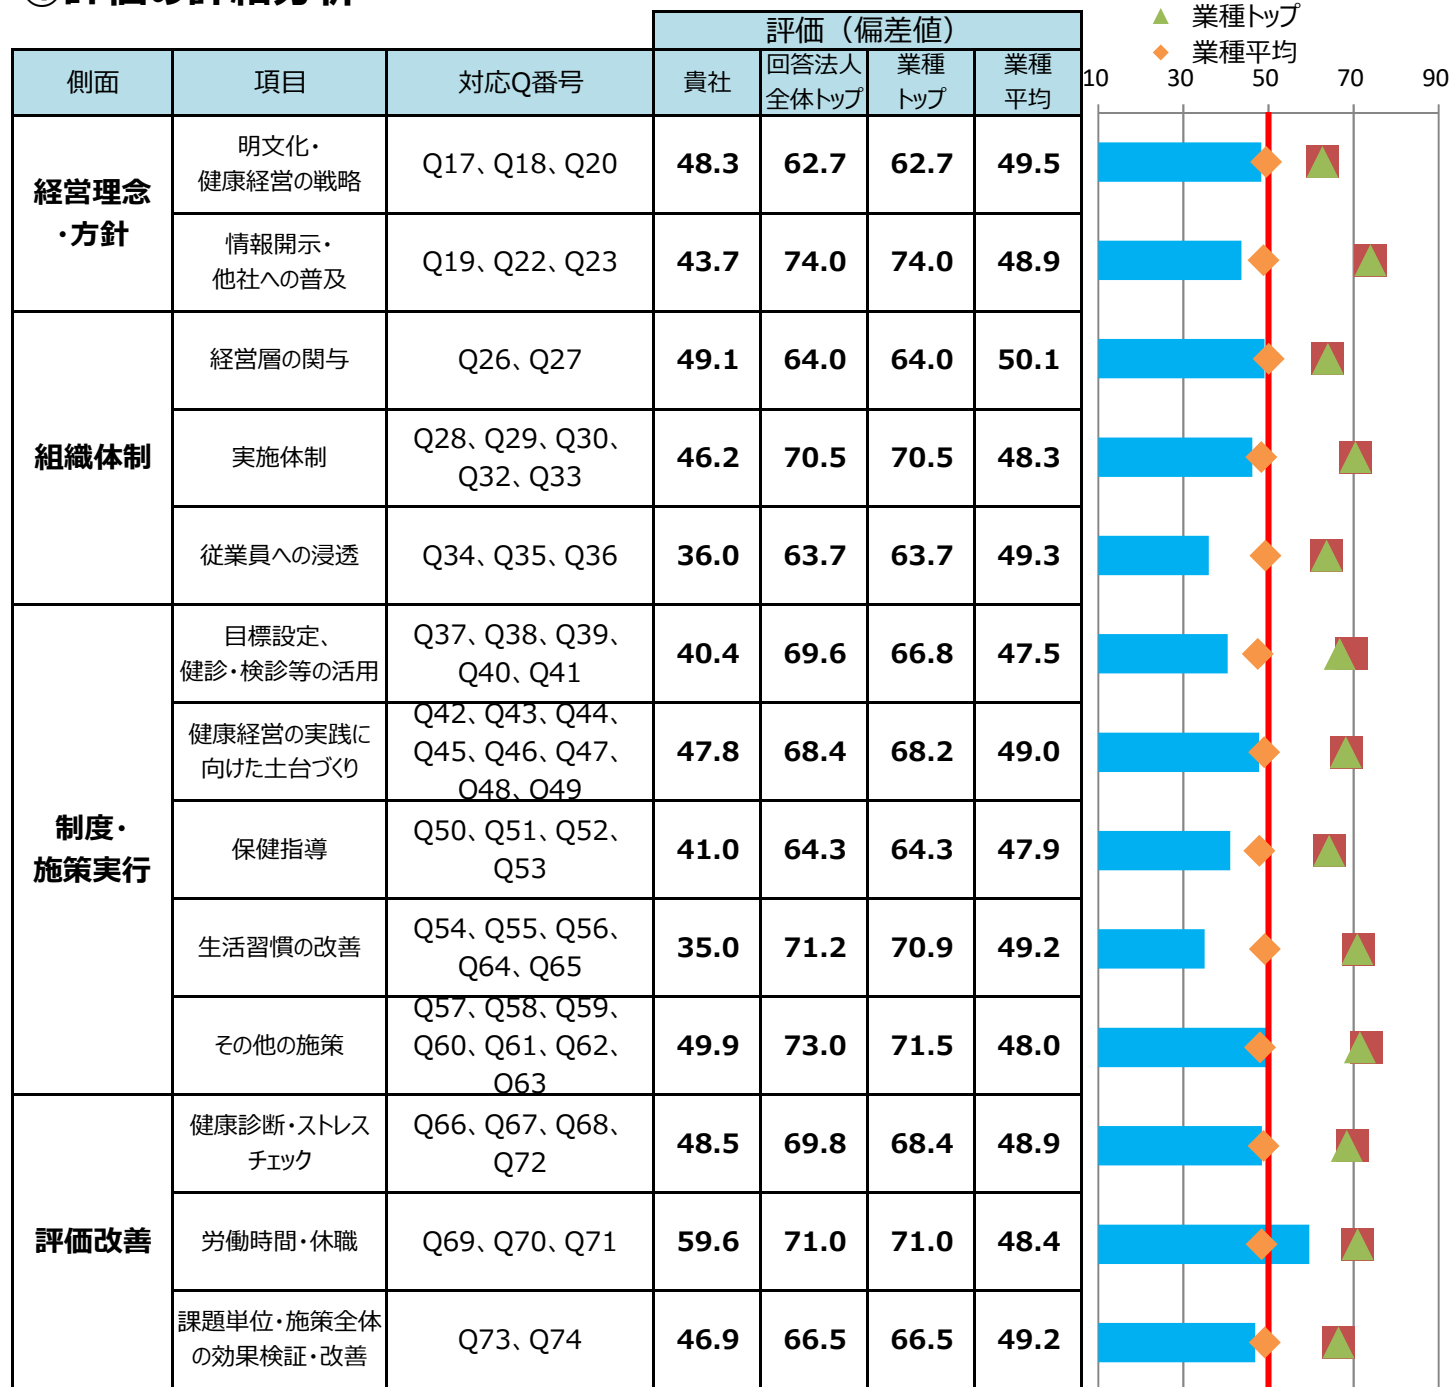 評価（偏差値）
▲ 業種トップ
◆ 業種平均
側面 項目 対応Q番号 貴社 回答法人 全体トップ 業種 トップ 業種 平均
10 30 50 70 90
経営理念
・方針
明文化・
健康経営の戦略
Q17、Q18、Q20 48.3 62.7 62.7 49.5
情報開示・
他社への普及
Q19、Q22、Q23 43.7 74.0 74.0 48.9
組織体制
経営層の関与 Q26、Q27 49.1 64.0 64.0 50.1
実施体制
Q28、Q29、Q30、
Q32、Q33
46.2 70.5 70.5 48.3
従業員への浸透 Q34、Q35、Q36 36.0 63.7 63.7 49.3
制度・
施策実行
目標設定、
健診・検診等の活用
Q37、Q38、Q39、
Q40、Q41
40.4 69.6 66.8 47.5
健康経営の実践に
向けた土台づくり
Q42、Q43、Q44、
Q45、Q46、Q47、
Q48、Q49
47.8 68.4 68.2 49.0
保健指導
Q50、Q51、Q52、
Q53
41.0 64.3 64.3 47.9
生活習慣の改善
Q54、Q55、Q56、
Q64、Q65
35.0 71.2 70.9 49.2
その他の施策
Q57、Q58、Q59、
Q60、Q61、Q62、
Q63
49.9 73.0 71.5 48.0
評価改善
健康診断・ストレス
チェック
Q66、Q67、Q68、
Q72
48.5 69.8 68.4 48.9
労働時間・休職 Q69、Q70、Q71 59.6 71.0 71.0 48.4
課題単位・施策全体
の効果検証・改善
Q73、Q74 46.9 66.5 66.5 49.2